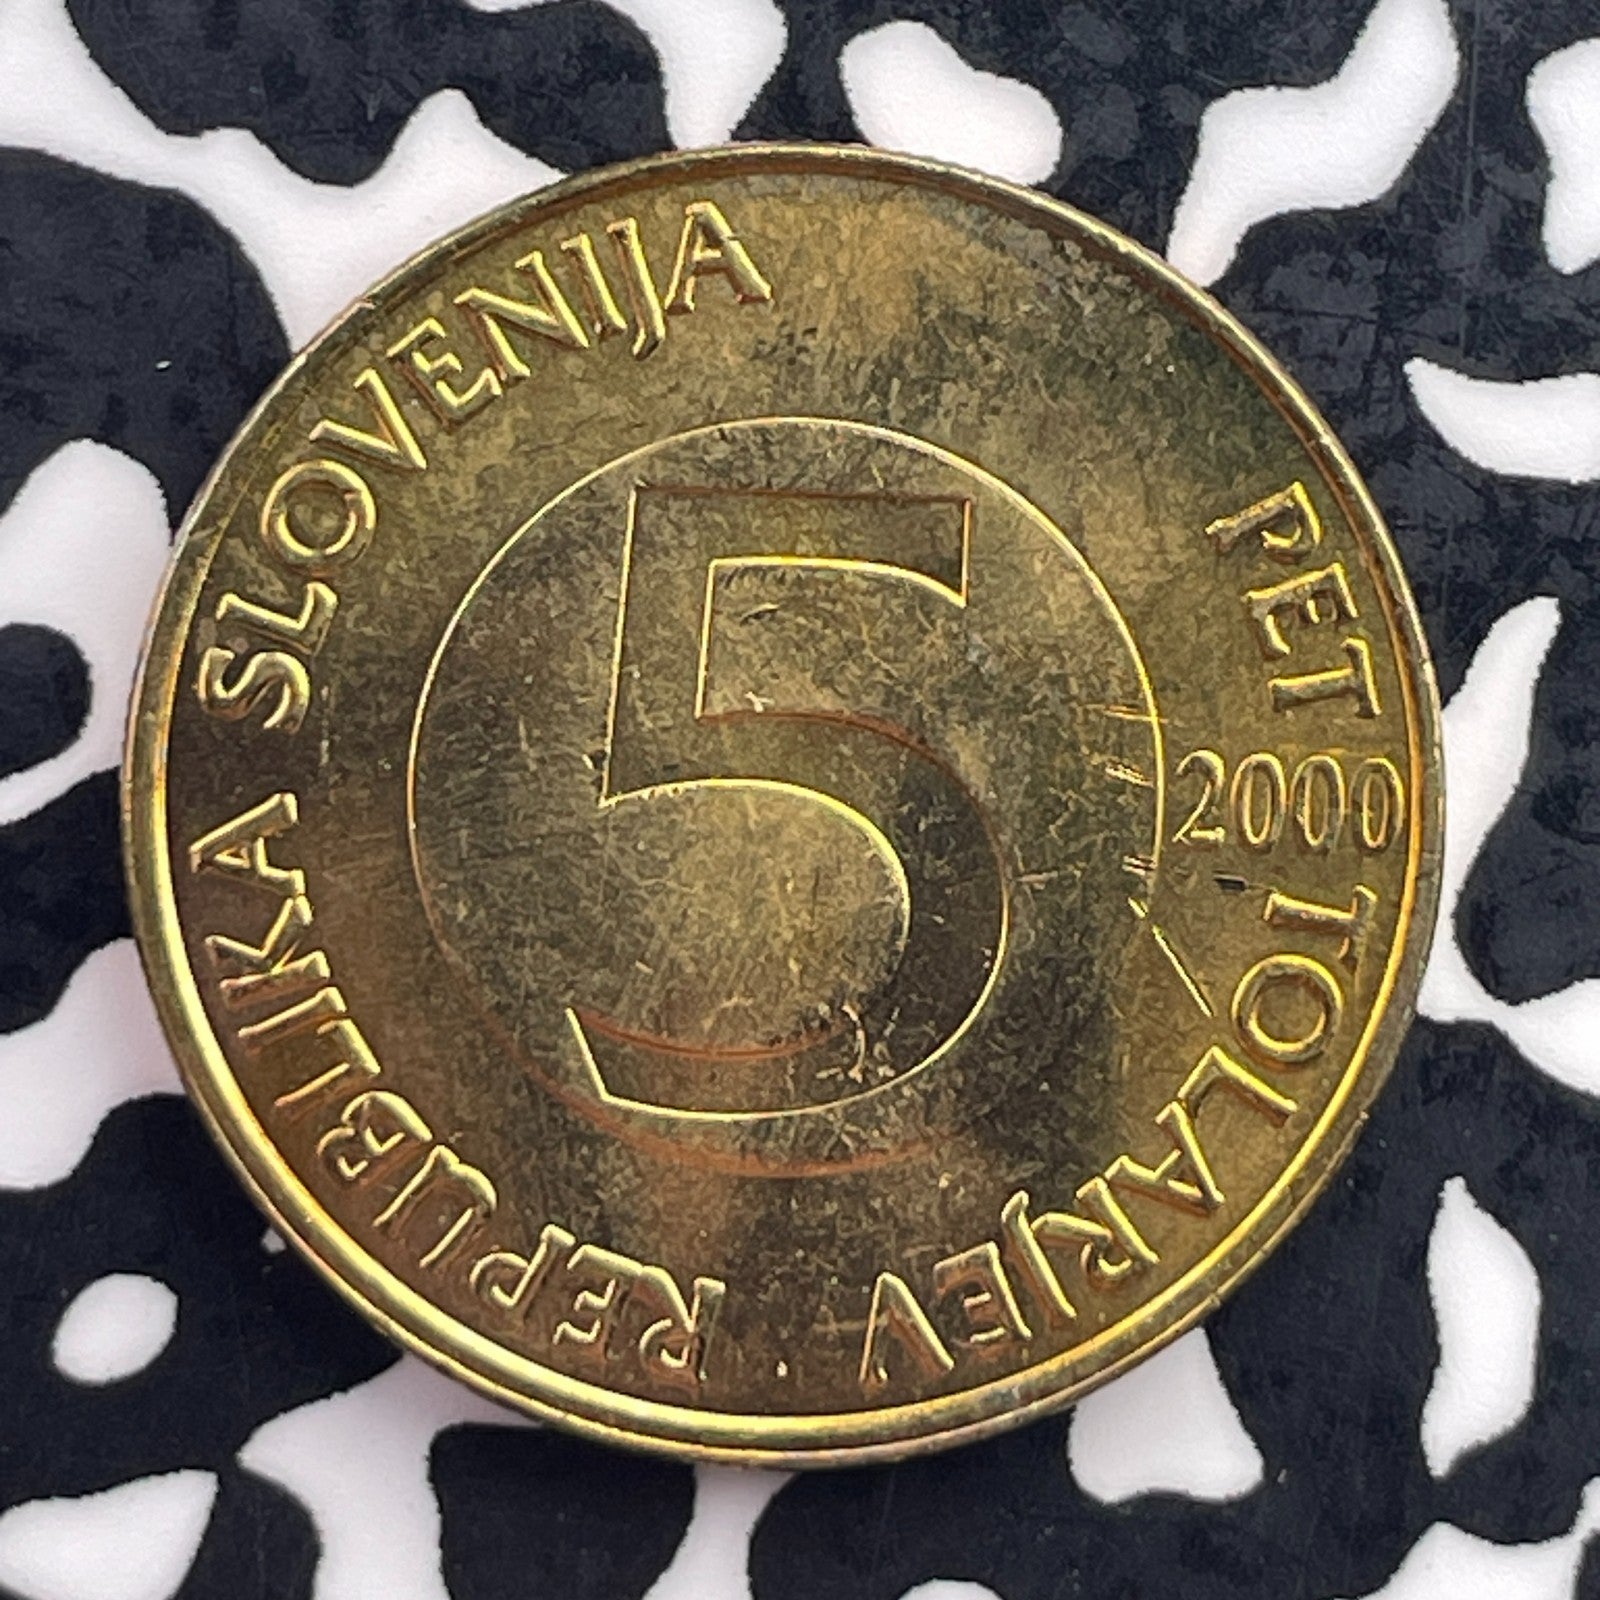 REPUBLIKA SLOVENIJA
5
2000
PET TOLARJEV